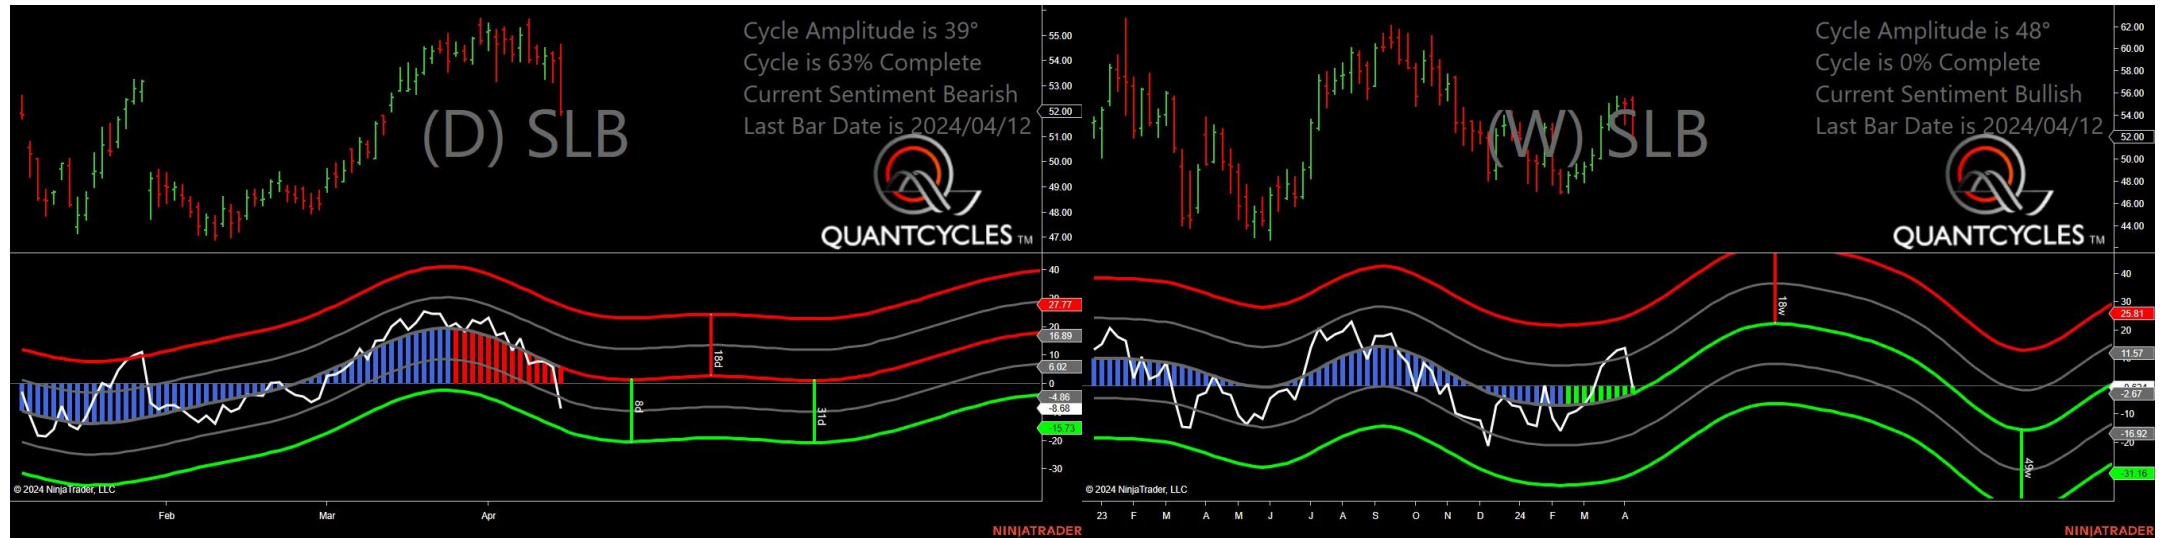 Cycle Amplitude is 39°
Cycle is 63% Complete
Current Sentiment Bearish
Last Bar Date is 2024/04/12
(D) SLB
QUANTCYCLES TM
55.00
54.00
53.00
52.00
51.00
50.00
49.00
48.00
47.00
40
27.77
20
16.89
10
6.02
0
-4.86
-8.68
-15.73
-20
-30
18d
8d
31d
© 2024 NinjaTrader, LLC
Feb
Mar
Apr
NINJATRADER
Cycle Amplitude is 48°
Cycle is 0% Complete
Current Sentiment Bullish
Last Bar Date is 2024/04/12
(W) SLB
QUANTCYCLES TM
62.00
60.00
58.00
56.00
54.00
52.00
50.00
48.00
46.00
44.00
40
30
25.81
20
11.57
-2.67
-10
-16.92
-20
-31.16
18w
49w
© 2024 NinjaTrader, LLC
23 F M A M J J A S O N D 24 F M A
NINJATRADER